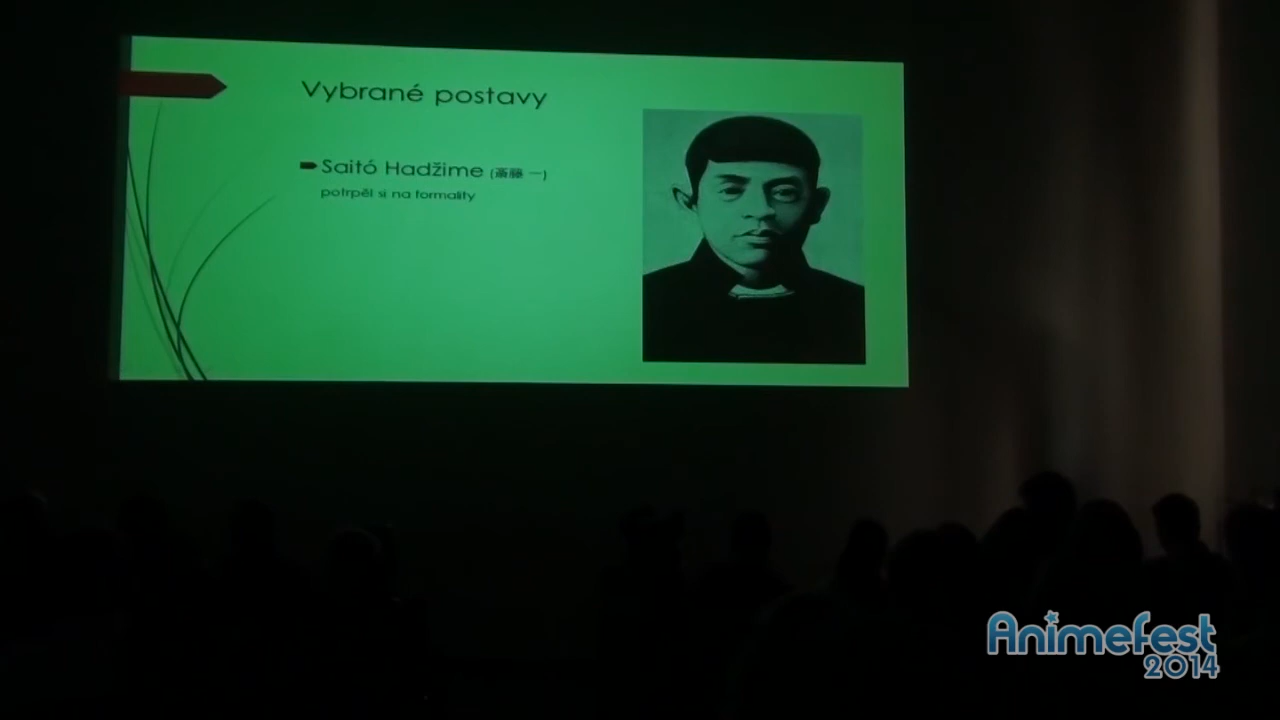 Vybrané postavy
Saitó Hadžime (斎藤 一)
potrpěl si na formality
Animefest
2014